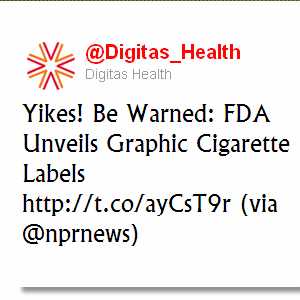 @Digitas_Health
Digitas Health
Yikes! Be Warned: FDA
Unveils Graphic Cigarette
Labels
http://t.co/ayCsT9r (via
@nprnews)